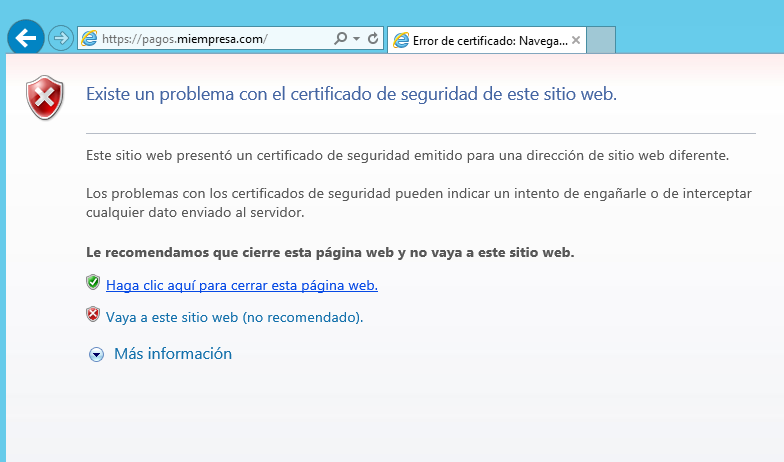 https://pagos.miempresa.com/
Error de certificado: Navega...
Existe un problema con el certificado de seguridad de este sitio web.
Este sitio web presentó un certificado de seguridad emitido para una dirección de sitio web diferente.
Los problemas con los certificados de seguridad pueden indicar un intento de engañarle o de interceptar
cualquier dato enviado al servidor.
Le recomendamos que cierre esta página web y no vaya a este sitio web.
Haga clic aquí para cerrar esta página web.
Vaya a este sitio web (no recomendado).
Más información